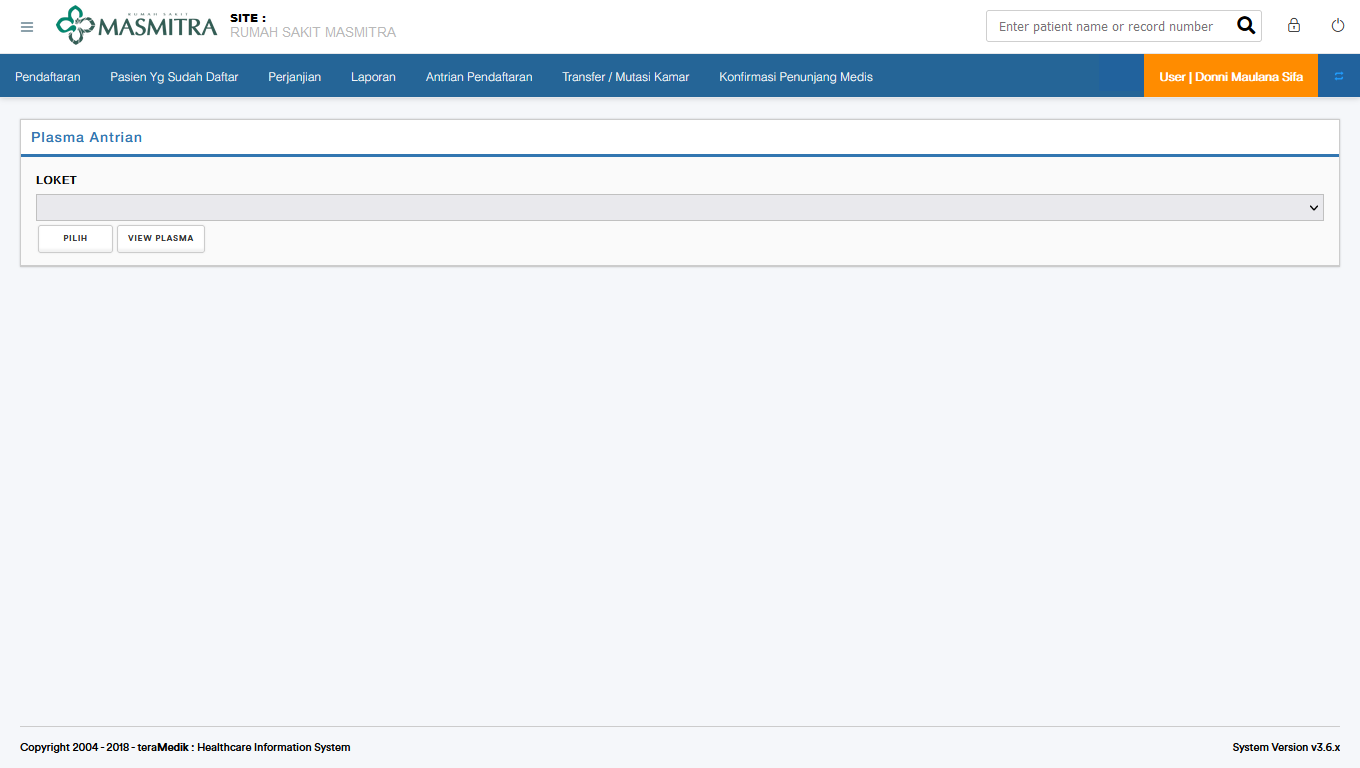 RUMAH SAKIT
MASMITRA
SITE :
RUMAH SAKIT MASMITRA
Enter patient name or record number
Pendaftaran
Pasien Yg Sudah Daftar
Perjanjian
Laporan
Antrian Pendaftaran
Transfer / Mutasi Kamar
Konfirmasi Penunjang Medis
User | Donni Maulana Sifa
Plasma Antrian
LOKET
PILIH
VIEW PLASMA
Copyright 2004 - 2018 - teraMedik : Healthcare Information System
System Version v3.6.x